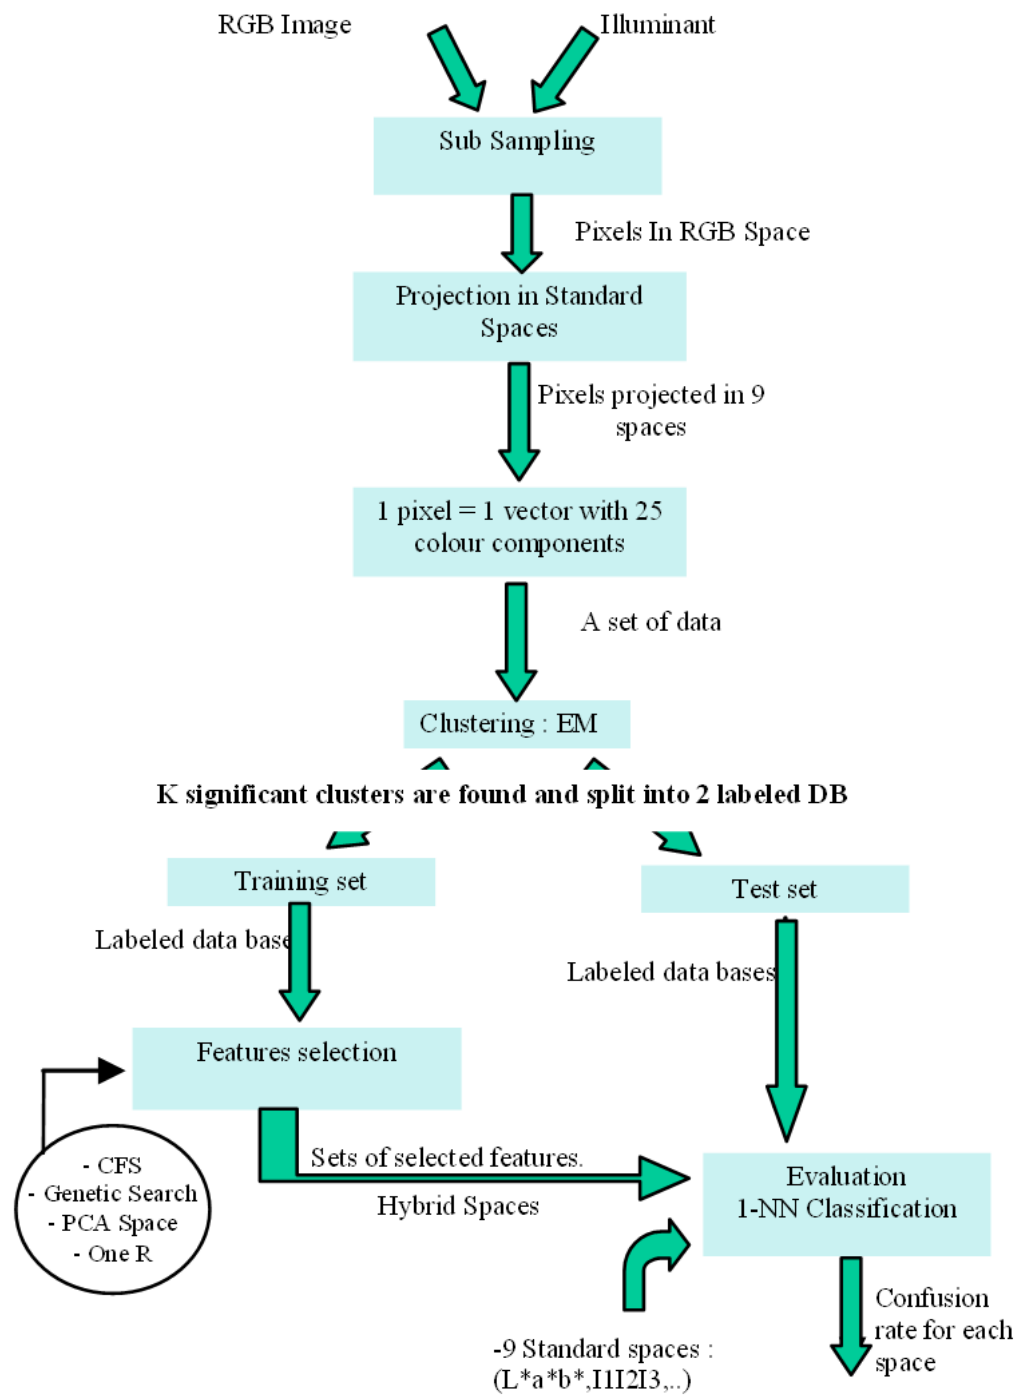 RGB Image
Illuminant
Sub Sampling
Pixels In RGB Space
Projection in Standard
Spaces
Pixels projected in 9
spaces
1 pixel = 1 vector with 25
colour components
A set of data
Clustering : EM
K significant clusters are found and split into 2 labeled DB
Training set
Test set
Labeled data base
Labeled data bases
Features selection
- CFS
- Genetic Search
- PCA Space
- One R
Sets of selected features.
Hybrid Spaces
Evaluation
1-NN Classification
-9 Standard spaces :
(L*a*b*,I1I2I3,..)
Confusion
rate for each
space